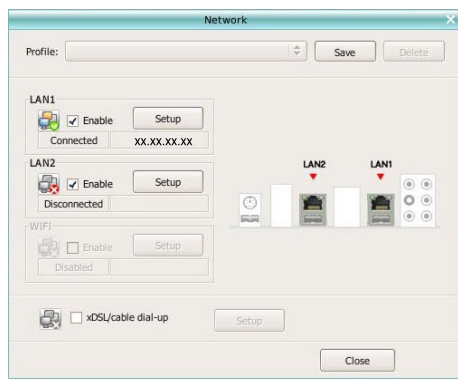 Network
Profile:
Save
Delete
LAN1
Enable
Setup
Connected
XX.XX.XX.XX
LAN2
Enable
Setup
Disconnected
WiFi
Enable
Setup
Disabled
LAN2
LAN1
xDSL/cable dial-up
Setup
Close